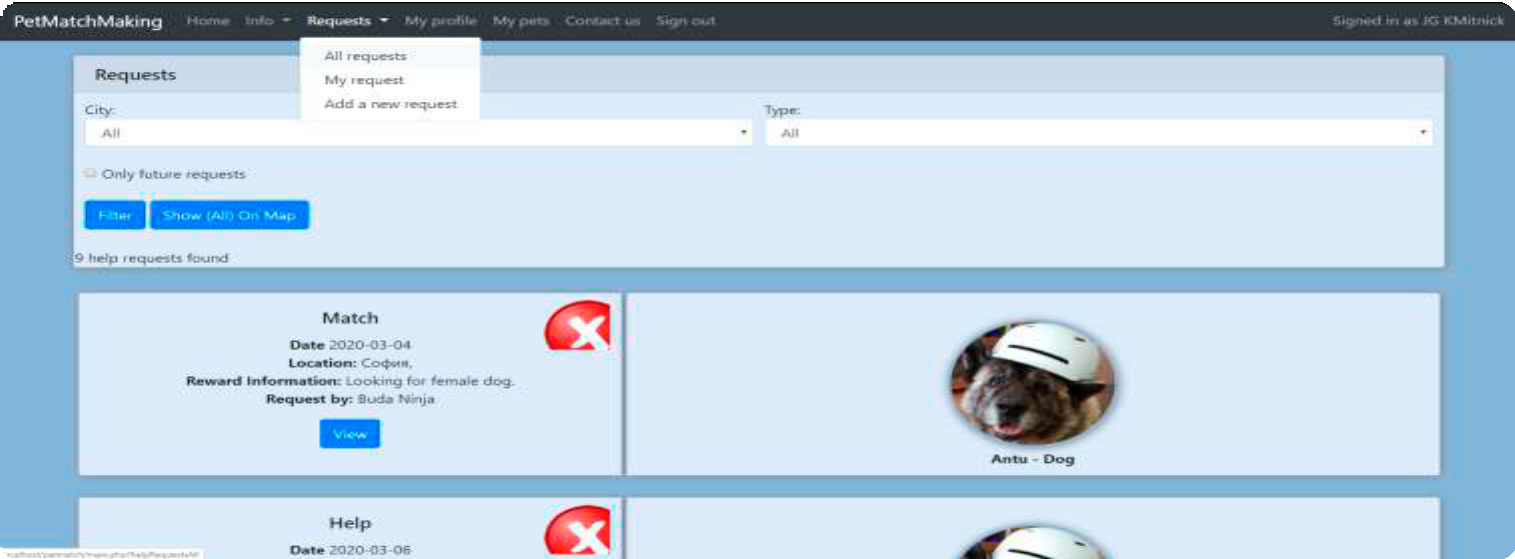 PetMatchMaking Home Info Requests My profile My pets Contact us Sign out Signed in as JG KMitnick
All requests
My request
Add a new request
Requests
City: Type:
All All
Only future requests
Filter Show (All) On Map
9 help requests found
Match
Date 2020-03-04
Location: София,
Reward Information: Looking for female dog.
Request by: Buda Ninja
View
Antu - Dog
Help
Date 2020-03-06